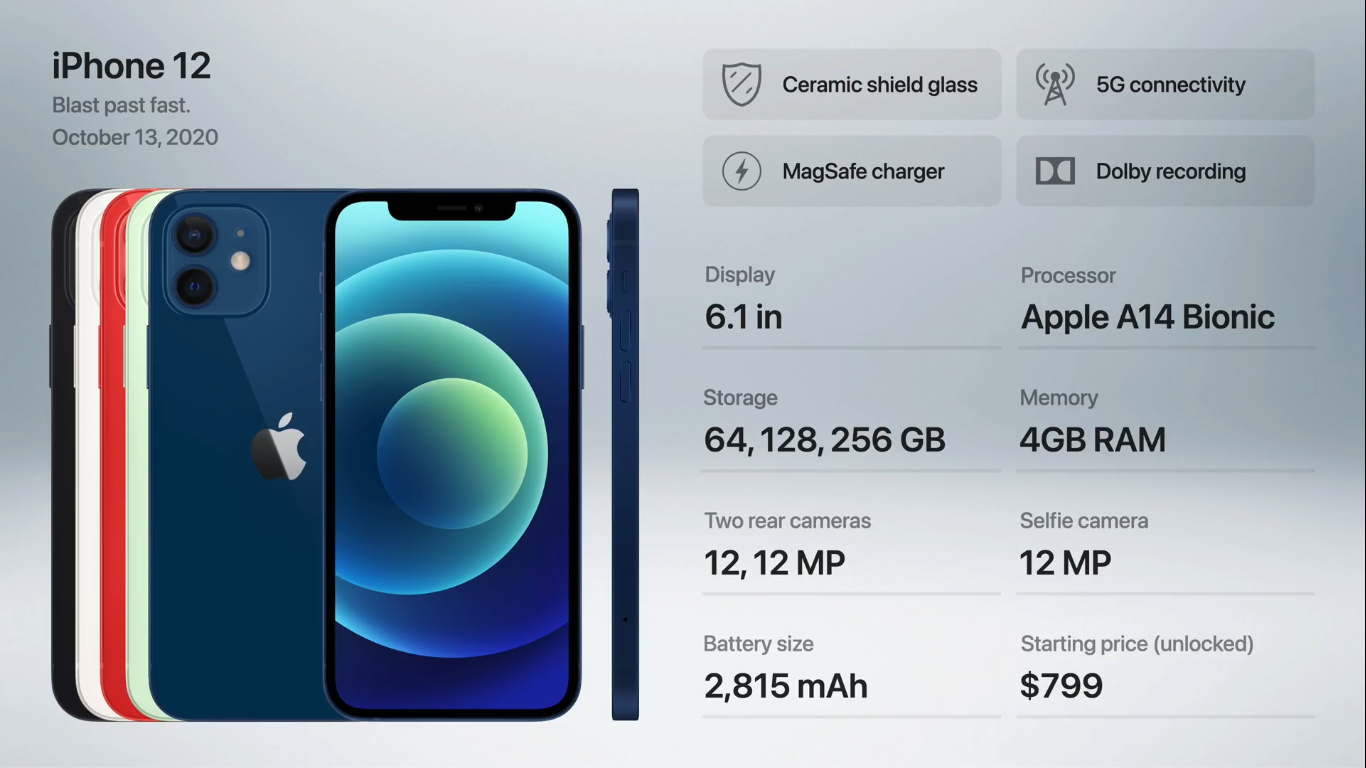 iPhone 12
Blast past fast.
October 13, 2020
Ceramic shield glass
5G connectivity
MagSafe charger
Dolby recording
Display
6.1 in
Processor
Apple A14 Bionic
Storage
64, 128, 256 GB
Memory
4GB RAM
Two rear cameras
12, 12 MP
Selfie camera
12 MP
Battery size
2,815 mAh
Starting price (unlocked)
$799